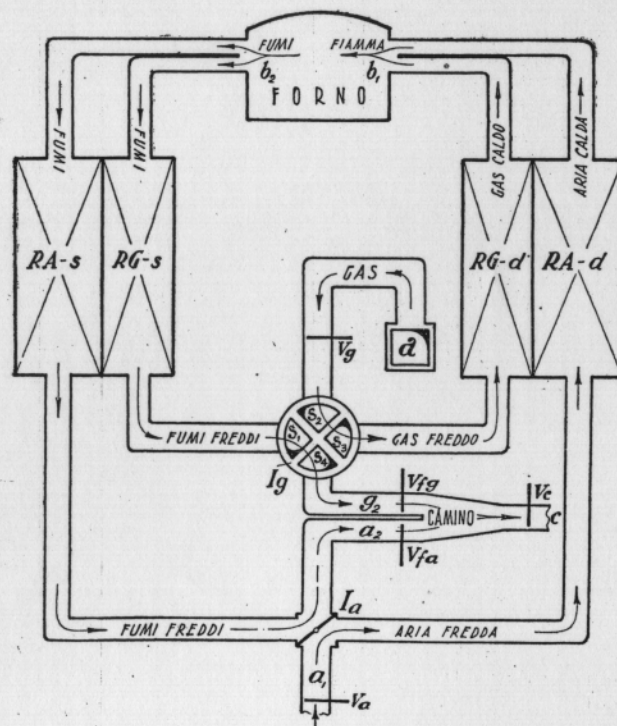 FUMI FIAMMA
b₂ b₁
FORNO
FUMI FUMI GAS CALDO ARIA CALDA
RA-s RG-s RG-d RA-d
GAS
Vg d
S₂
S₁ S₃
S₄
FUMI FREDDI GAS FREDDO
Ig
Vfg Vc
g₂ CAMINO c
a₂
Vfa
Ia
FUMI FREDDI ARIA FREDDA
a₁
Va